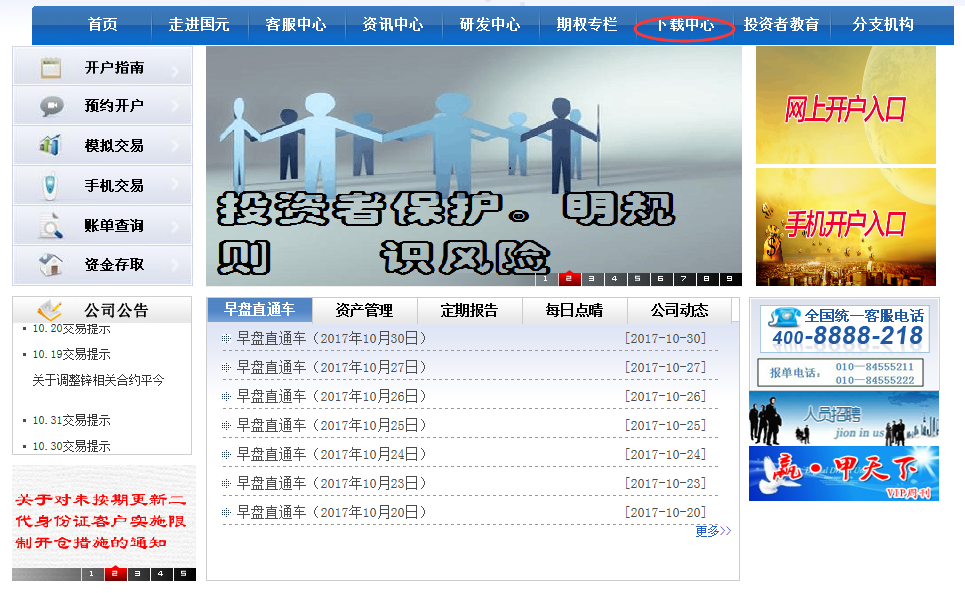 首页 走进国元 客服中心 资讯中心 研发中心 期权专栏 下载中心 投资者教育 分支机构
开户指南
预约开户
模拟交易
手机交易
账单查询
资金存取
投资者保护。明规
则 识风险
1 2 3 4 5 6 7 8 9
网上开户入口
手机开户入口
公司公告
10.20交易提示
10.19交易提示
关于调整锌相关合约平今
10.31交易提示
10.30交易提示
关于对未按期更新二
代身份证客户实施限
制开仓措施的通知
1 2 3 4 5
早盘直通车 资产管理 定期报告 每日点睛 公司动态
早盘直通车（2017年10月30日） [2017-10-30]
早盘直通车（2017年10月27日） [2017-10-27]
早盘直通车（2017年10月26日） [2017-10-26]
早盘直通车（2017年10月25日） [2017-10-25]
早盘直通车（2017年10月24日） [2017-10-24]
早盘直通车（2017年10月23日） [2017-10-23]
早盘直通车（2017年10月20日） [2017-10-20]
更多>>
全国统一客服电话
400-8888-218
报单电话：
010—84555211
010—84555222
人员招聘
jion in us
赢·甲天下
VIP周刊